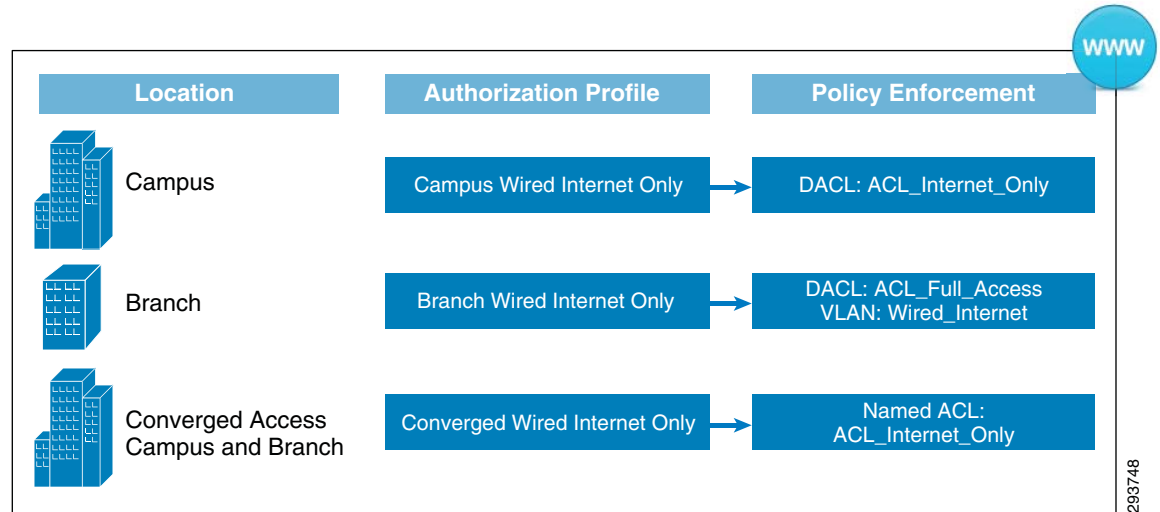 WWW
Location
Authorization Profile
Policy Enforcement
Campus
Campus Wired Internet Only
DACL: ACL_Internet_Only
Branch
Branch Wired Internet Only
DACL: ACL_Full_Access
VLAN: Wired_Internet
Converged Access
Campus and Branch
Converged Wired Internet Only
Named ACL:
ACL_Internet_Only
293748